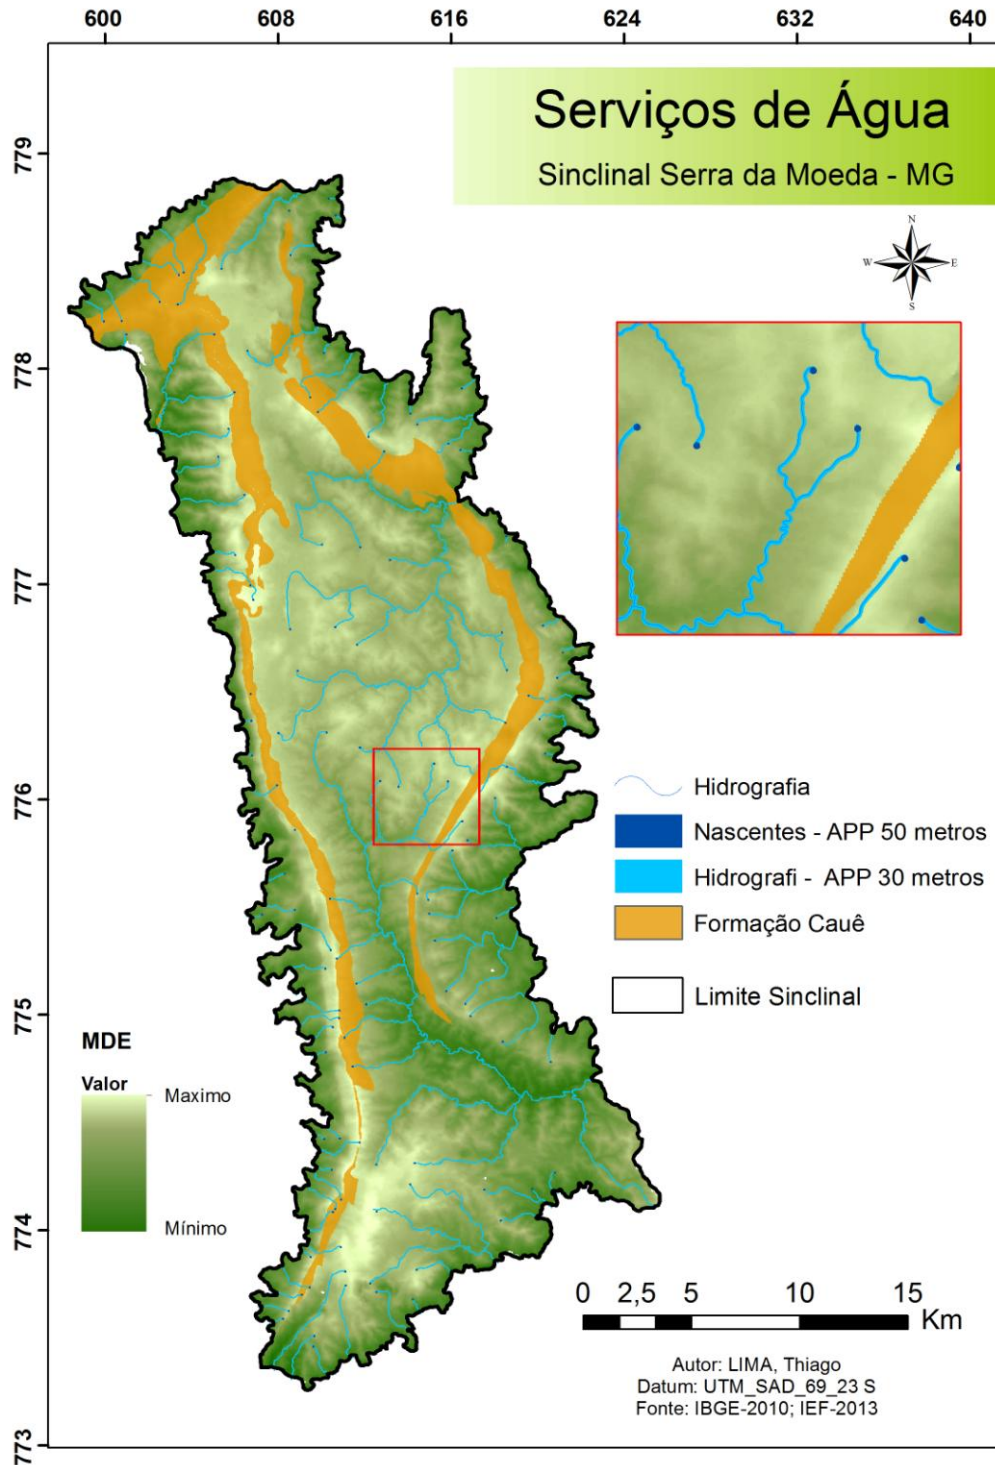 600 608 616 624 632 640
779
778
777
776
775
774
773
Serviços de Água
Sinclinal Serra da Moeda - MG
N
W E
S
Hidrografia
Nascentes - APP 50 metros
Hidrografi - APP 30 metros
Formação Cauê
Limite Sinclinal
MDE
Valor
Maximo
Mínimo
0 2,5 5 10 15
Km
Autor: LIMA, Thiago
Datum: UTM_SAD_69_23 S
Fonte: IBGE-2010; IEF-2013